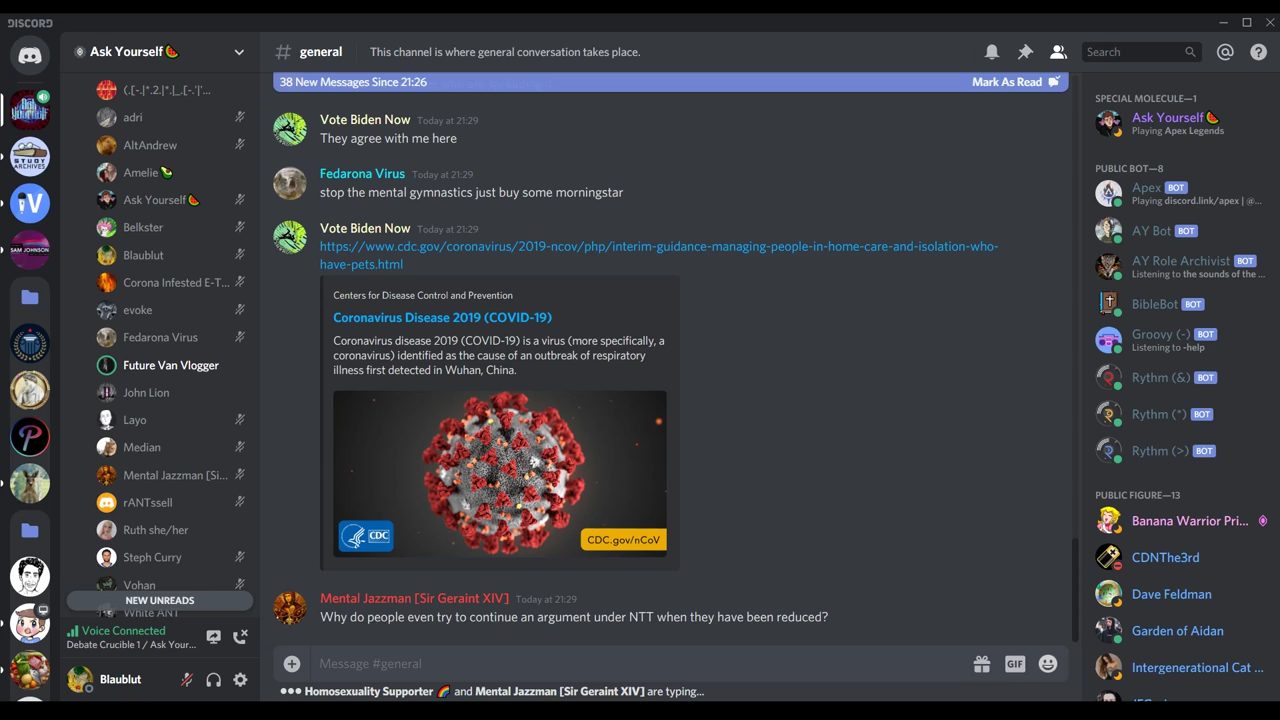 DISCORD
Ask Yourself🍉
# general
This channel is where general conversation takes place.
Search
38 New Messages Since 21:26
Mark As Read
(.[-.|*.2.|*.|_.[-.'|'...
adri
AltAndrew
Amelie🥑
Ask Yourself🍉
Belkster
Blaublut
Corona Infested E-T...
evoke
Fedarona Virus
Future Van Vlogger
John Lion
Layo
Median
Mental Jazzman [Si...
rANTssell
Ruth she/her
Steph Curry
Vohan
NEW UNREADS
White ANT
Voice Connected
Debate Crucible 1 / Ask Your...
Blaublut
Vote Biden Now Today at 21:29
They agree with me here
Fedarona Virus Today at 21:29
stop the mental gymnastics just buy some morningstar
Vote Biden Now Today at 21:29
https://www.cdc.gov/coronavirus/2019-ncov/php/interim-guidance-managing-people-in-home-care-and-isolation-who-
have-pets.html
Centers for Disease Control and Prevention
Coronavirus Disease 2019 (COVID-19)
Coronavirus disease 2019 (COVID-19) is a virus (more specifically, a
coronavirus) identified as the cause of an outbreak of respiratory
illness first detected in Wuhan, China.
CDC
CDC.gov/nCoV
Mental Jazzman [Sir Geraint XIV] Today at 21:29
Why do people even try to continue an argument under NTT when they have been reduced?
Message #general
GIF
Homosexuality Supporter 🌈 and Mental Jazzman [Sir Geraint XIV] are typing...
SPECIAL MOLECULE—1
Ask Yourself🍉
Playing Apex Legends
PUBLIC BOT—8
Apex BOT
Playing discord.link/apex | @...
AY Bot BOT
AY Role Archivist BOT
Listening to the sounds of the ...
BibleBot BOT
Groovy (-) BOT
Listening to -help
Rythm (&) BOT
Rythm (*) BOT
Rythm (>) BOT
PUBLIC FIGURE—13
Banana Warrior Pri...
CDNThe3rd
Dave Feldman
Garden of Aidan
Intergenerational Cat ...